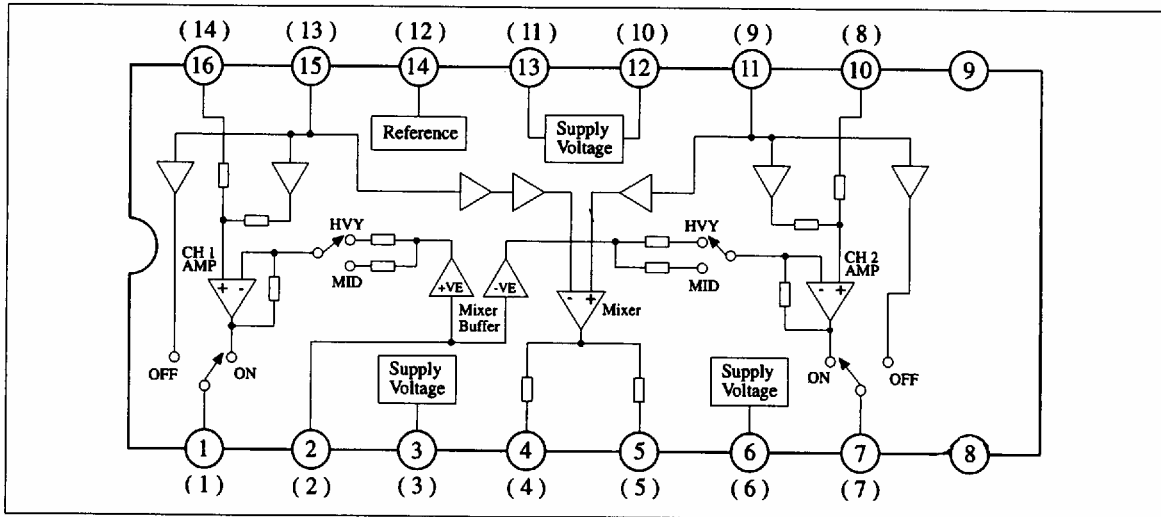 (14) (13) (12) (11) (10) (9) (8)
16 15 14 13 12 11 10 9
Reference
Supply
Voltage
HVY HVY
CH 1
AMP
CH 2
AMP
+ -
MID
+VE -VE
Mixer
Buffer
- +
Mixer
MID
- +
OFF ON
Supply
Voltage
Supply
Voltage
ON OFF
1 2 3 4 5 6 7 8
(1) (2) (3) (4) (5) (6) (7)